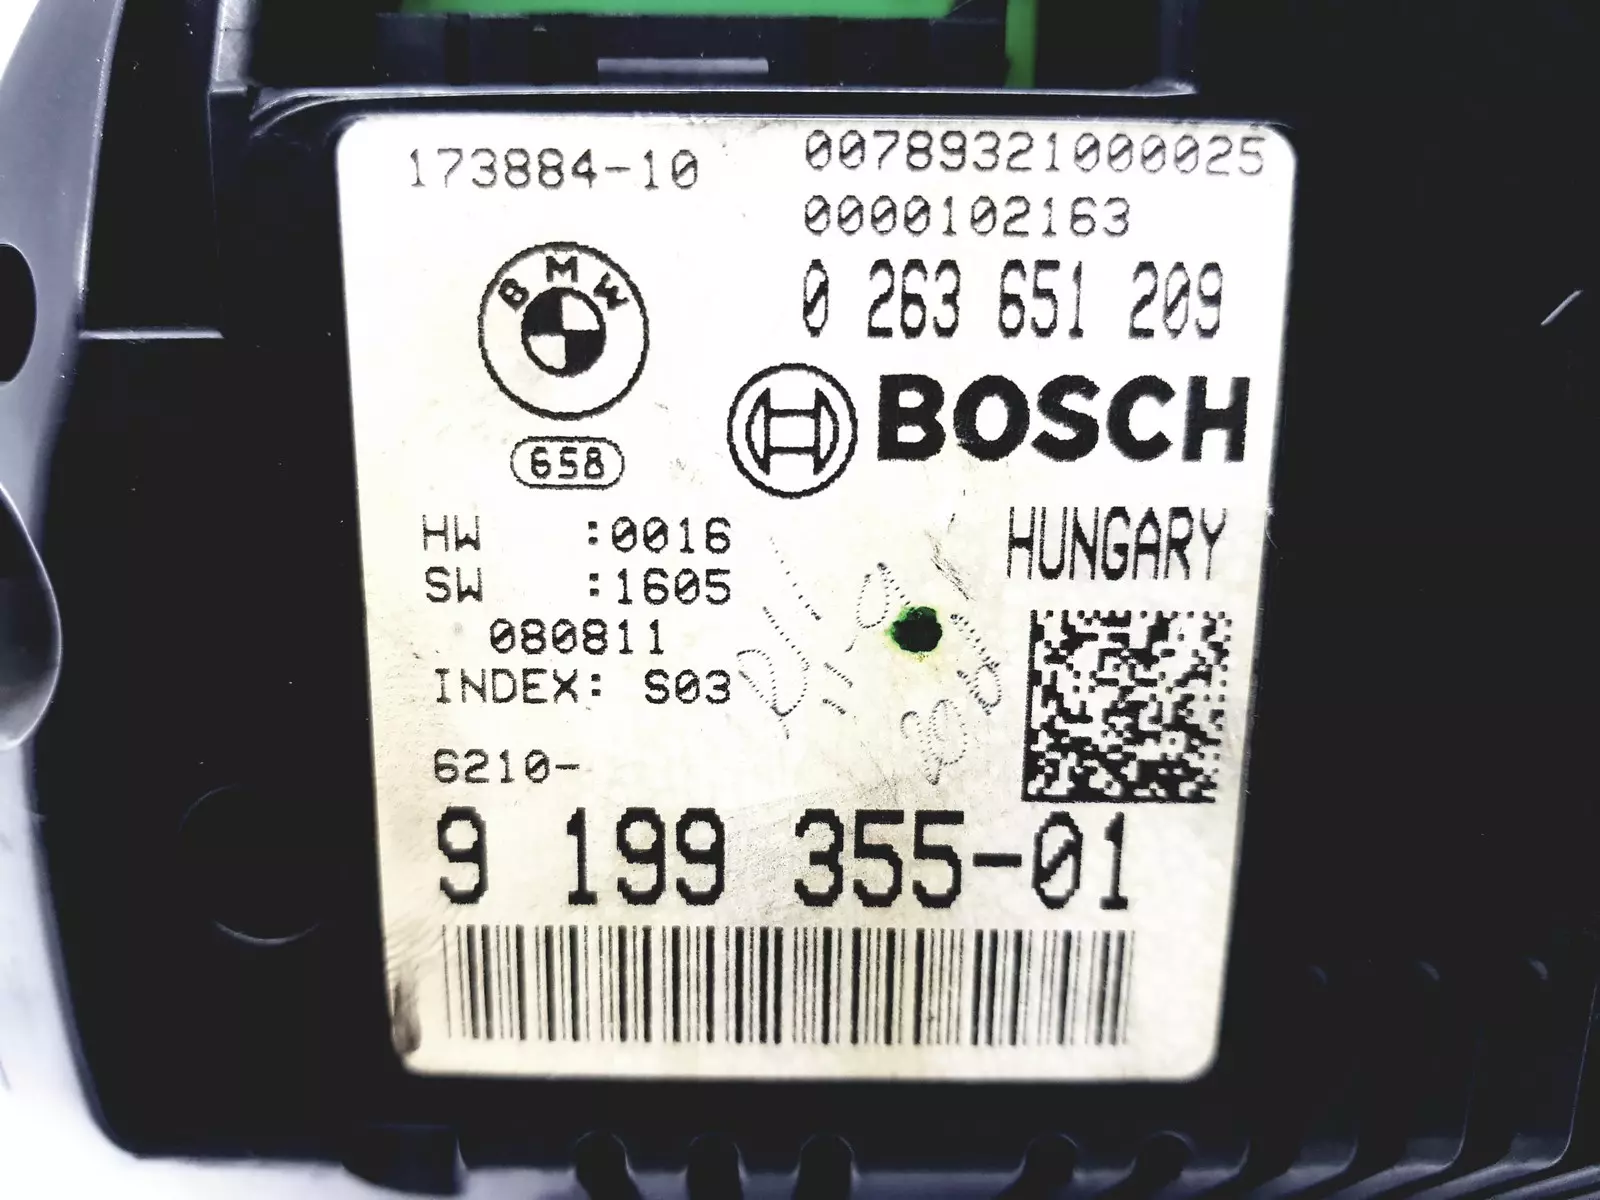 173884-10
00789321000025
0000102163
0 263 651 209
BMW
BOSCH
658
HUNGARY
HW :0016
SW :1605
080811
INDEX: S03
6210-
9 199 355-01